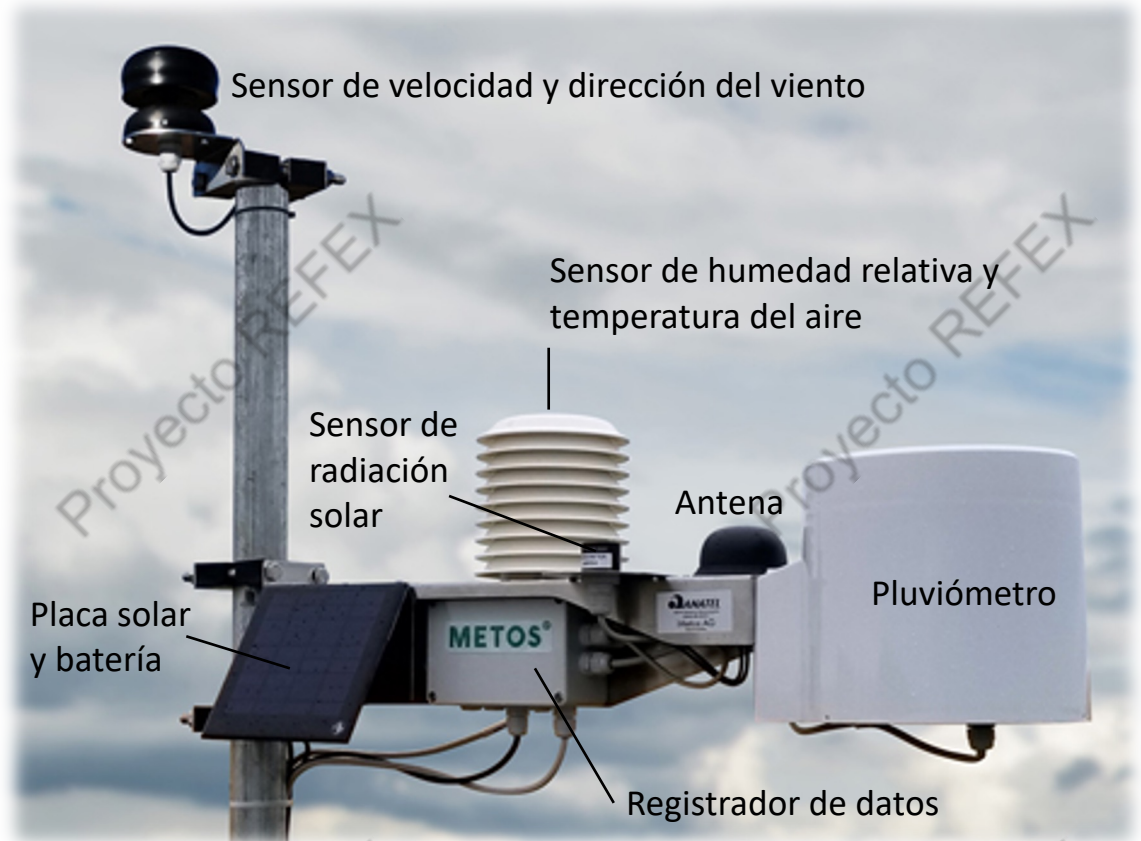 Sensor de velocidad y dirección del viento
Sensor de humedad relativa y
temperatura del aire
Sensor de
radiación
solar
Antena
Pluviómetro
Placa solar
y batería
METOS®
ANATEL
Registrador de datos
Proyecto REFEX
Proyecto REFEX